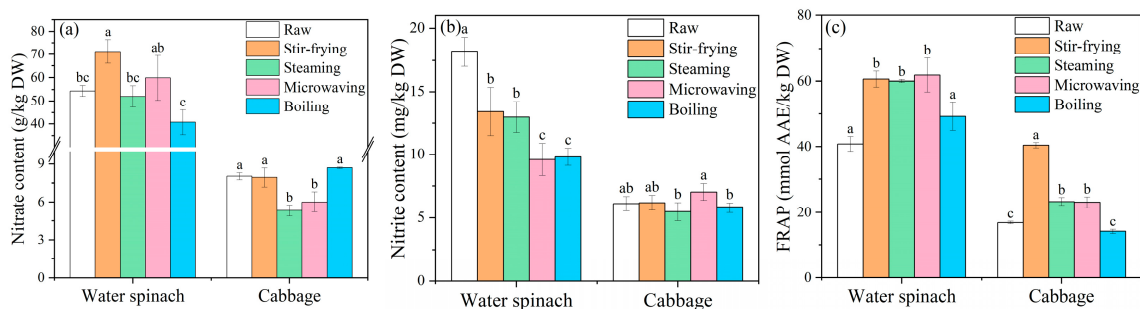 (a)
Nitrate content (g/kg DW)
80
70
60
50
40
9
6
3
0
Raw
Stir-frying
Steaming
Microwaving
Boiling
bc
a
bc
ab
c
a
a
b
b
a
Water spinach
Cabbage
(b)
Nitrite content (mg/kg DW)
20
15
10
5
0
Raw
Stir-frying
Steaming
Microwaving
Boiling
a
b
b
c
c
ab
ab
b
a
b
Water spinach
Cabbage
(c)
FRAP (mmol AAE/kg DW)
80
60
40
20
0
Raw
Stir-frying
Steaming
Microwaving
Boiling
a
b
b
b
a
c
a
b
b
c
Water spinach
Cabbage